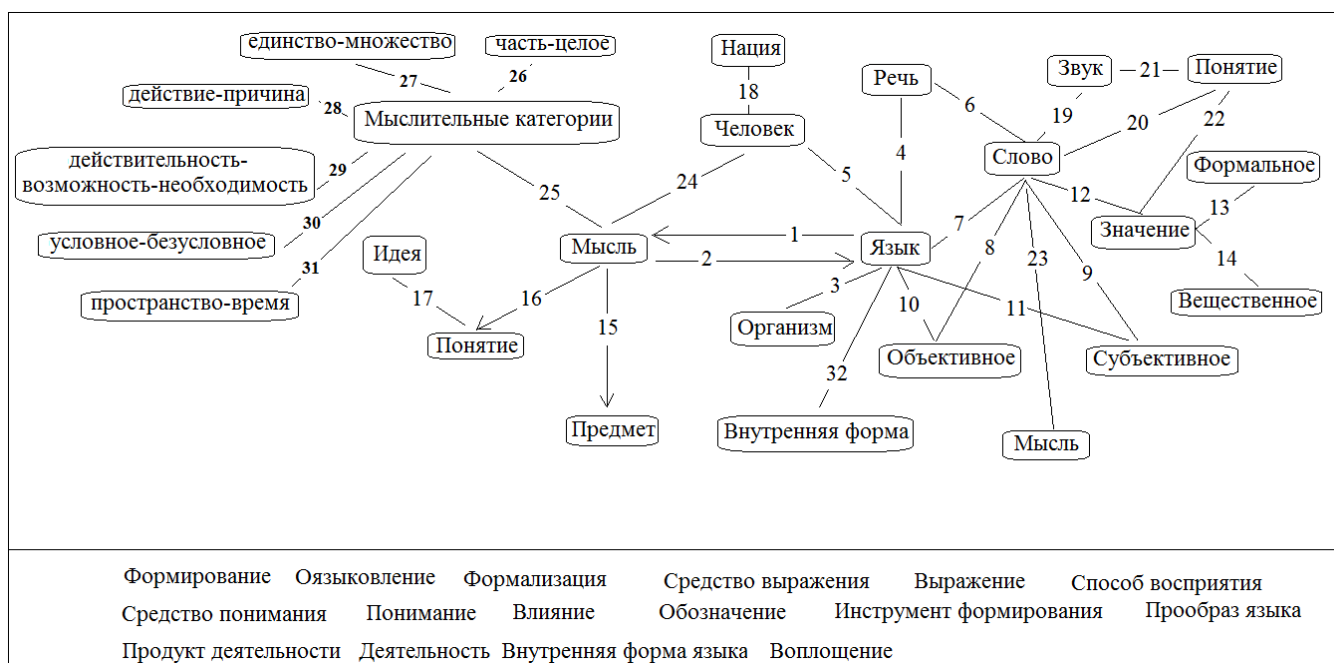 единство-множество
часть-целое
Нация
Звук
21
Понятие
27
26
Речь
действие-причина
28
18
6
19
20
22
Мыслительные категории
Человек
Слово
Формальное
действительность-
возможность-необходимость
29
4
25
24
5
12
13
условное-безусловное
30
Идея
Мысль
1
2
Язык
7
8
23
9
Значение
14
31
пространство-время
17
16
15
3
10
11
Вещественное
Организм
Понятие
Объективное
Субъективное
32
Предмет
Внутренняя форма
Мысль
Формирование Оязыковление Формализация Средство выражения Выражение Способ восприятия
Средство понимания Понимание Влияние Обозначение Инструмент формирования Прообраз языка
Продукт деятельности Деятельность Внутренняя форма языка Воплощение